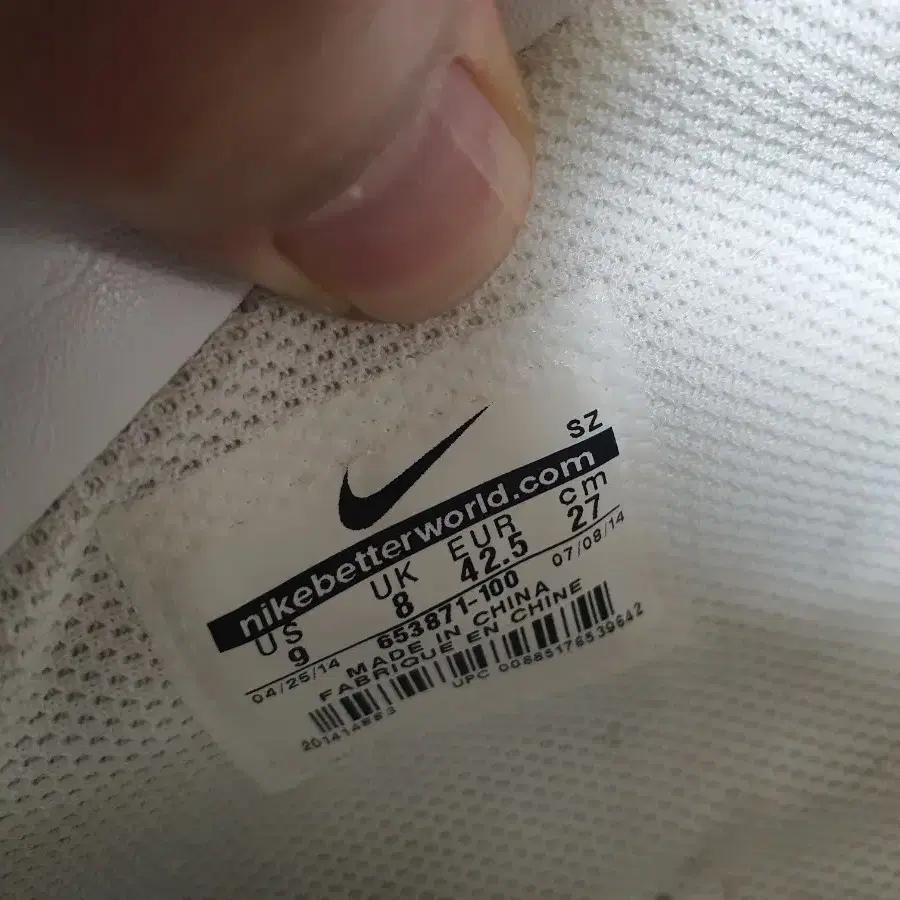 SZ
nikebetterworld.com
US UK EUR cm
9 8 42.5 27
04/25/14 653871-100 07/08/14
MADE IN CHINA
FABRIQUE EN CHINE
UPC 00885176539642